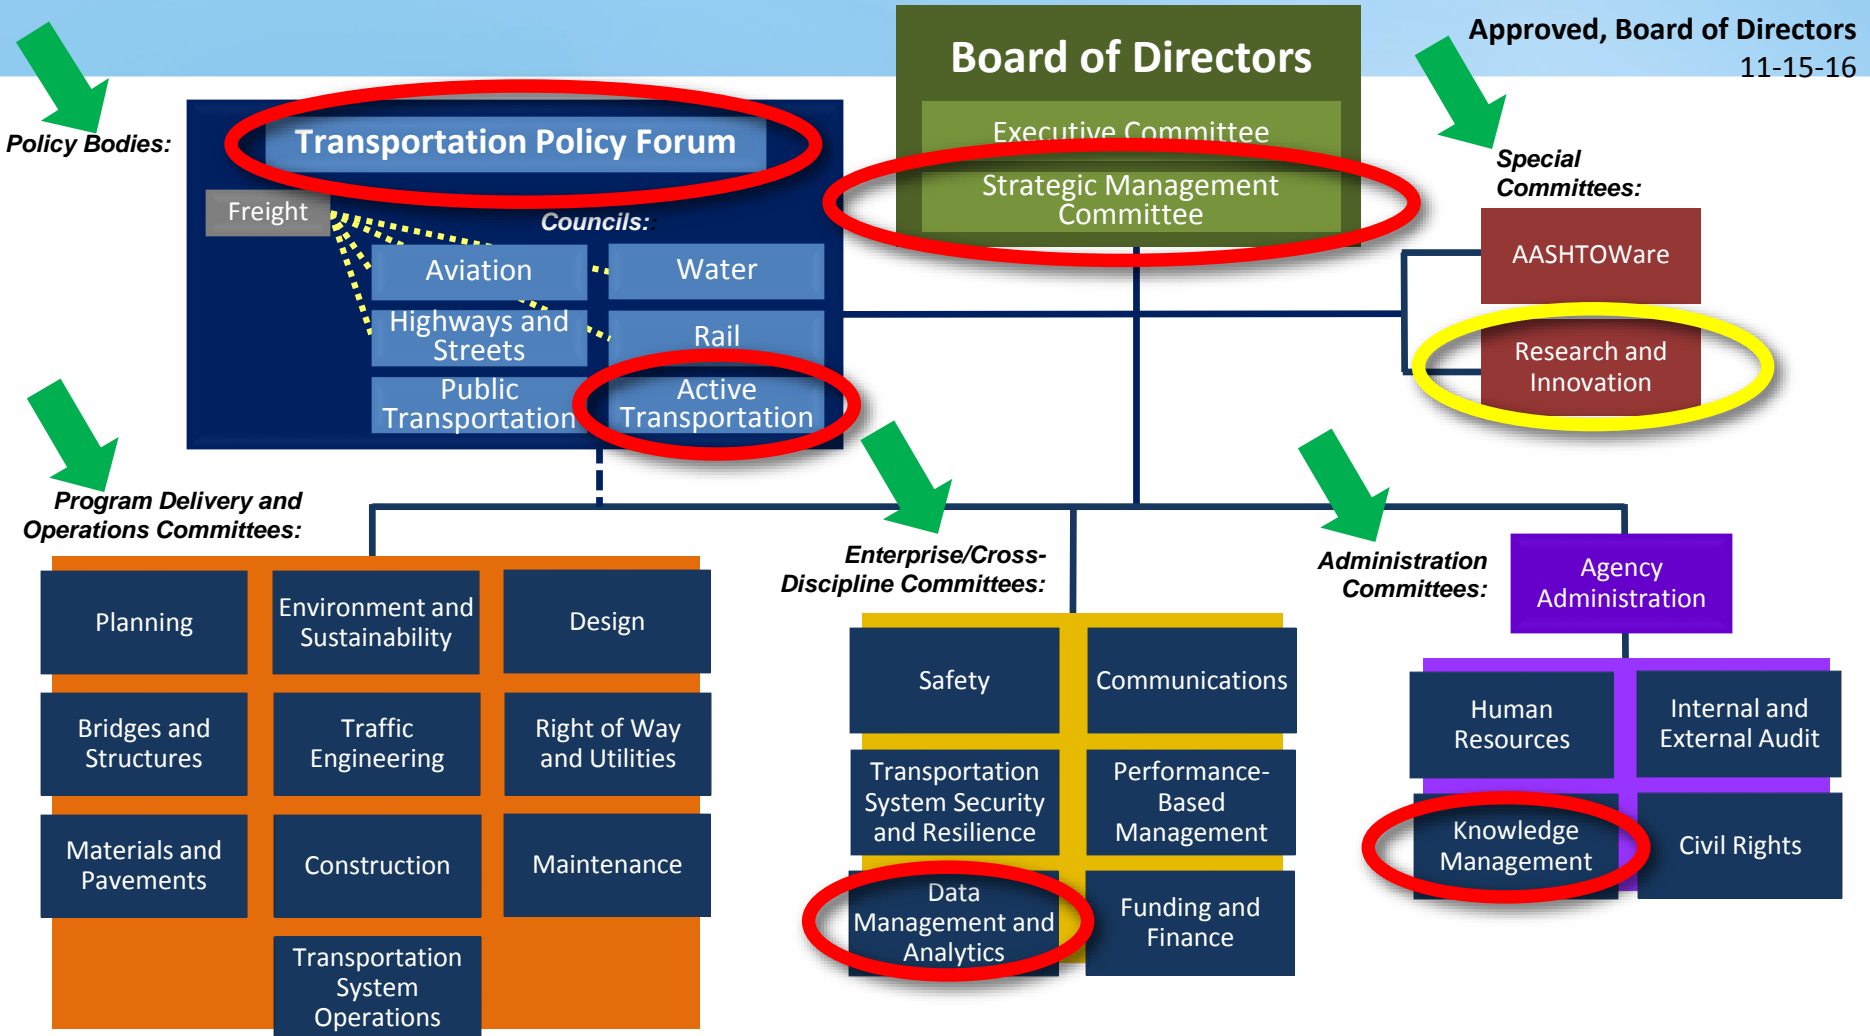 Approved, Board of Directors
11-15-16
Board of Directors
Executive Committee
Strategic Management
Committee
Policy Bodies:
Transportation Policy Forum
Freight
Councils:
Aviation
Water
Highways and
Streets
Rail
Public
Transportation
Active
Transportation
Special
Committees:
AASHTOWare
Research and
Innovation
Program Delivery and
Operations Committees:
Planning
Environment and
Sustainability
Design
Bridges and
Structures
Traffic
Engineering
Right of Way
and Utilities
Materials and
Pavements
Construction
Maintenance
Transportation
System
Operations
Enterprise/Cross-
Discipline Committees:
Safety
Communications
Transportation
System Security
and Resilience
Performance-
Based
Management
Data
Management and
Analytics
Funding and
Finance
Administration
Committees:
Agency
Administration
Human
Resources
Internal and
External Audit
Knowledge
Management
Civil Rights